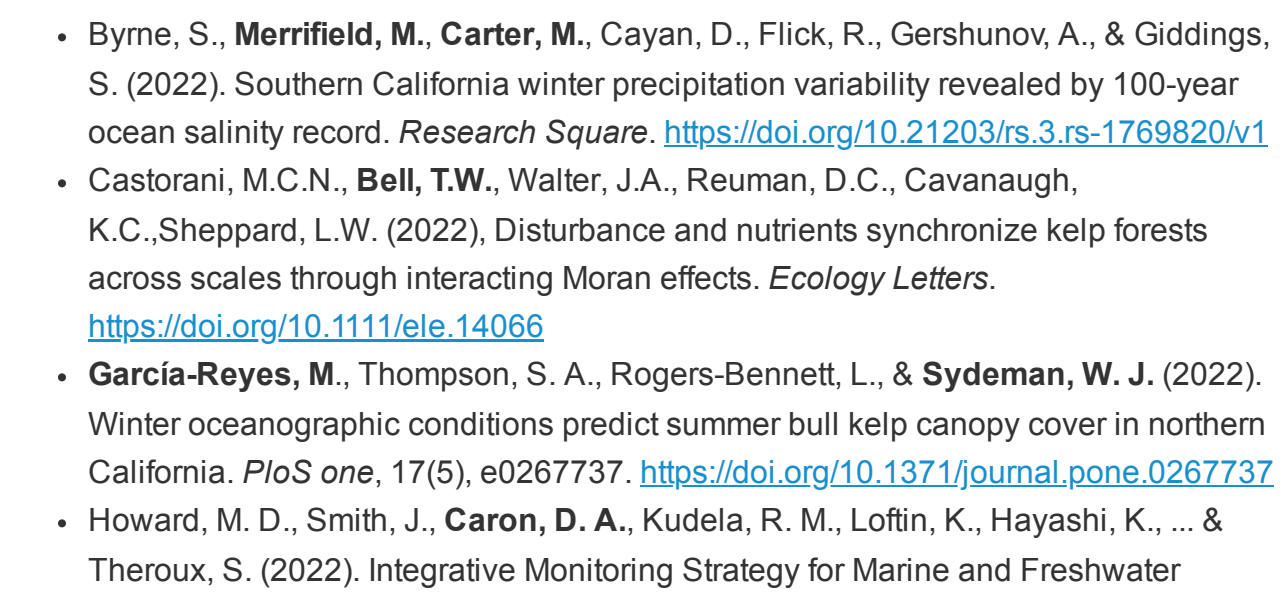 Byrne, S., Merrifield, M., Carter, M., Cayan, D., Flick, R., Gershunov, A., & Giddings,
S. (2022). Southern California winter precipitation variability revealed by 100-year
ocean salinity record. Research Square. https://doi.org/10.21203/rs.3.rs-1769820/v1
Castorani, M.C.N., Bell, T.W., Walter, J.A., Reuman, D.C., Cavanaugh,
K.C.,Sheppard, L.W. (2022), Disturbance and nutrients synchronize kelp forests
across scales through interacting Moran effects. Ecology Letters.
https://doi.org/10.1111/ele.14066
García-Reyes, M., Thompson, S. A., Rogers-Bennett, L., & Sydeman, W. J. (2022).
Winter oceanographic conditions predict summer bull kelp canopy cover in northern
California. PloS one, 17(5), e0267737. https://doi.org/10.1371/journal.pone.0267737
Howard, M. D., Smith, J., Caron, D. A., Kudela, R. M., Loftin, K., Hayashi, K., ... &
Theroux, S. (2022). Integrative Monitoring Strategy for Marine and Freshwater